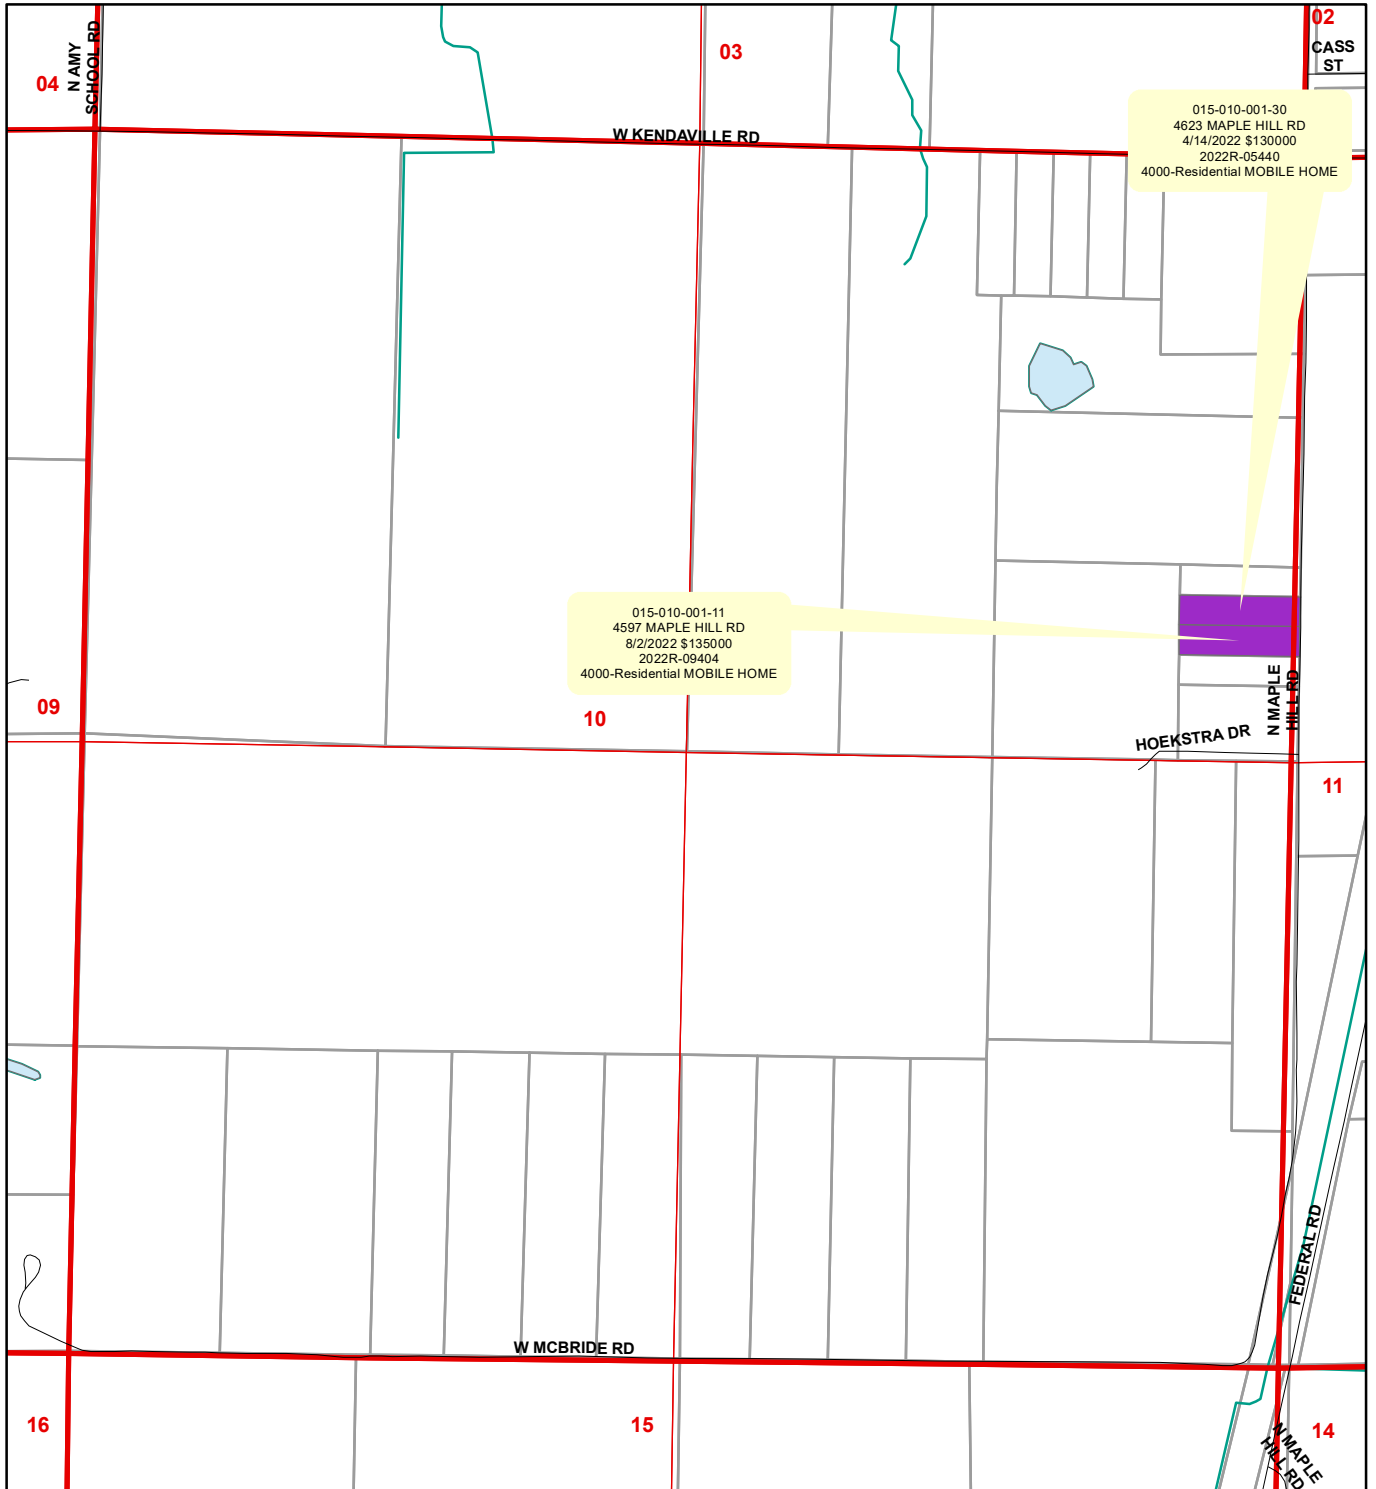 02
CASS
ST
03
04
N AMY
SCHOOL RD
W KENDAVILLE RD
015-010-001-30
4623 MAPLE HILL RD
4/14/2022 $130000
2022R-05440
4000-Residential MOBILE HOME
015-010-001-11
4597 MAPLE HILL RD
8/2/2022 $135000
2022R-09404
4000-Residential MOBILE HOME
N MAPLE
HILL RD
09
10
HOEKSTRA DR
11
FEDERAL RD
W MCBRIDE RD
16
15
14
N MAPLE
HILL RD